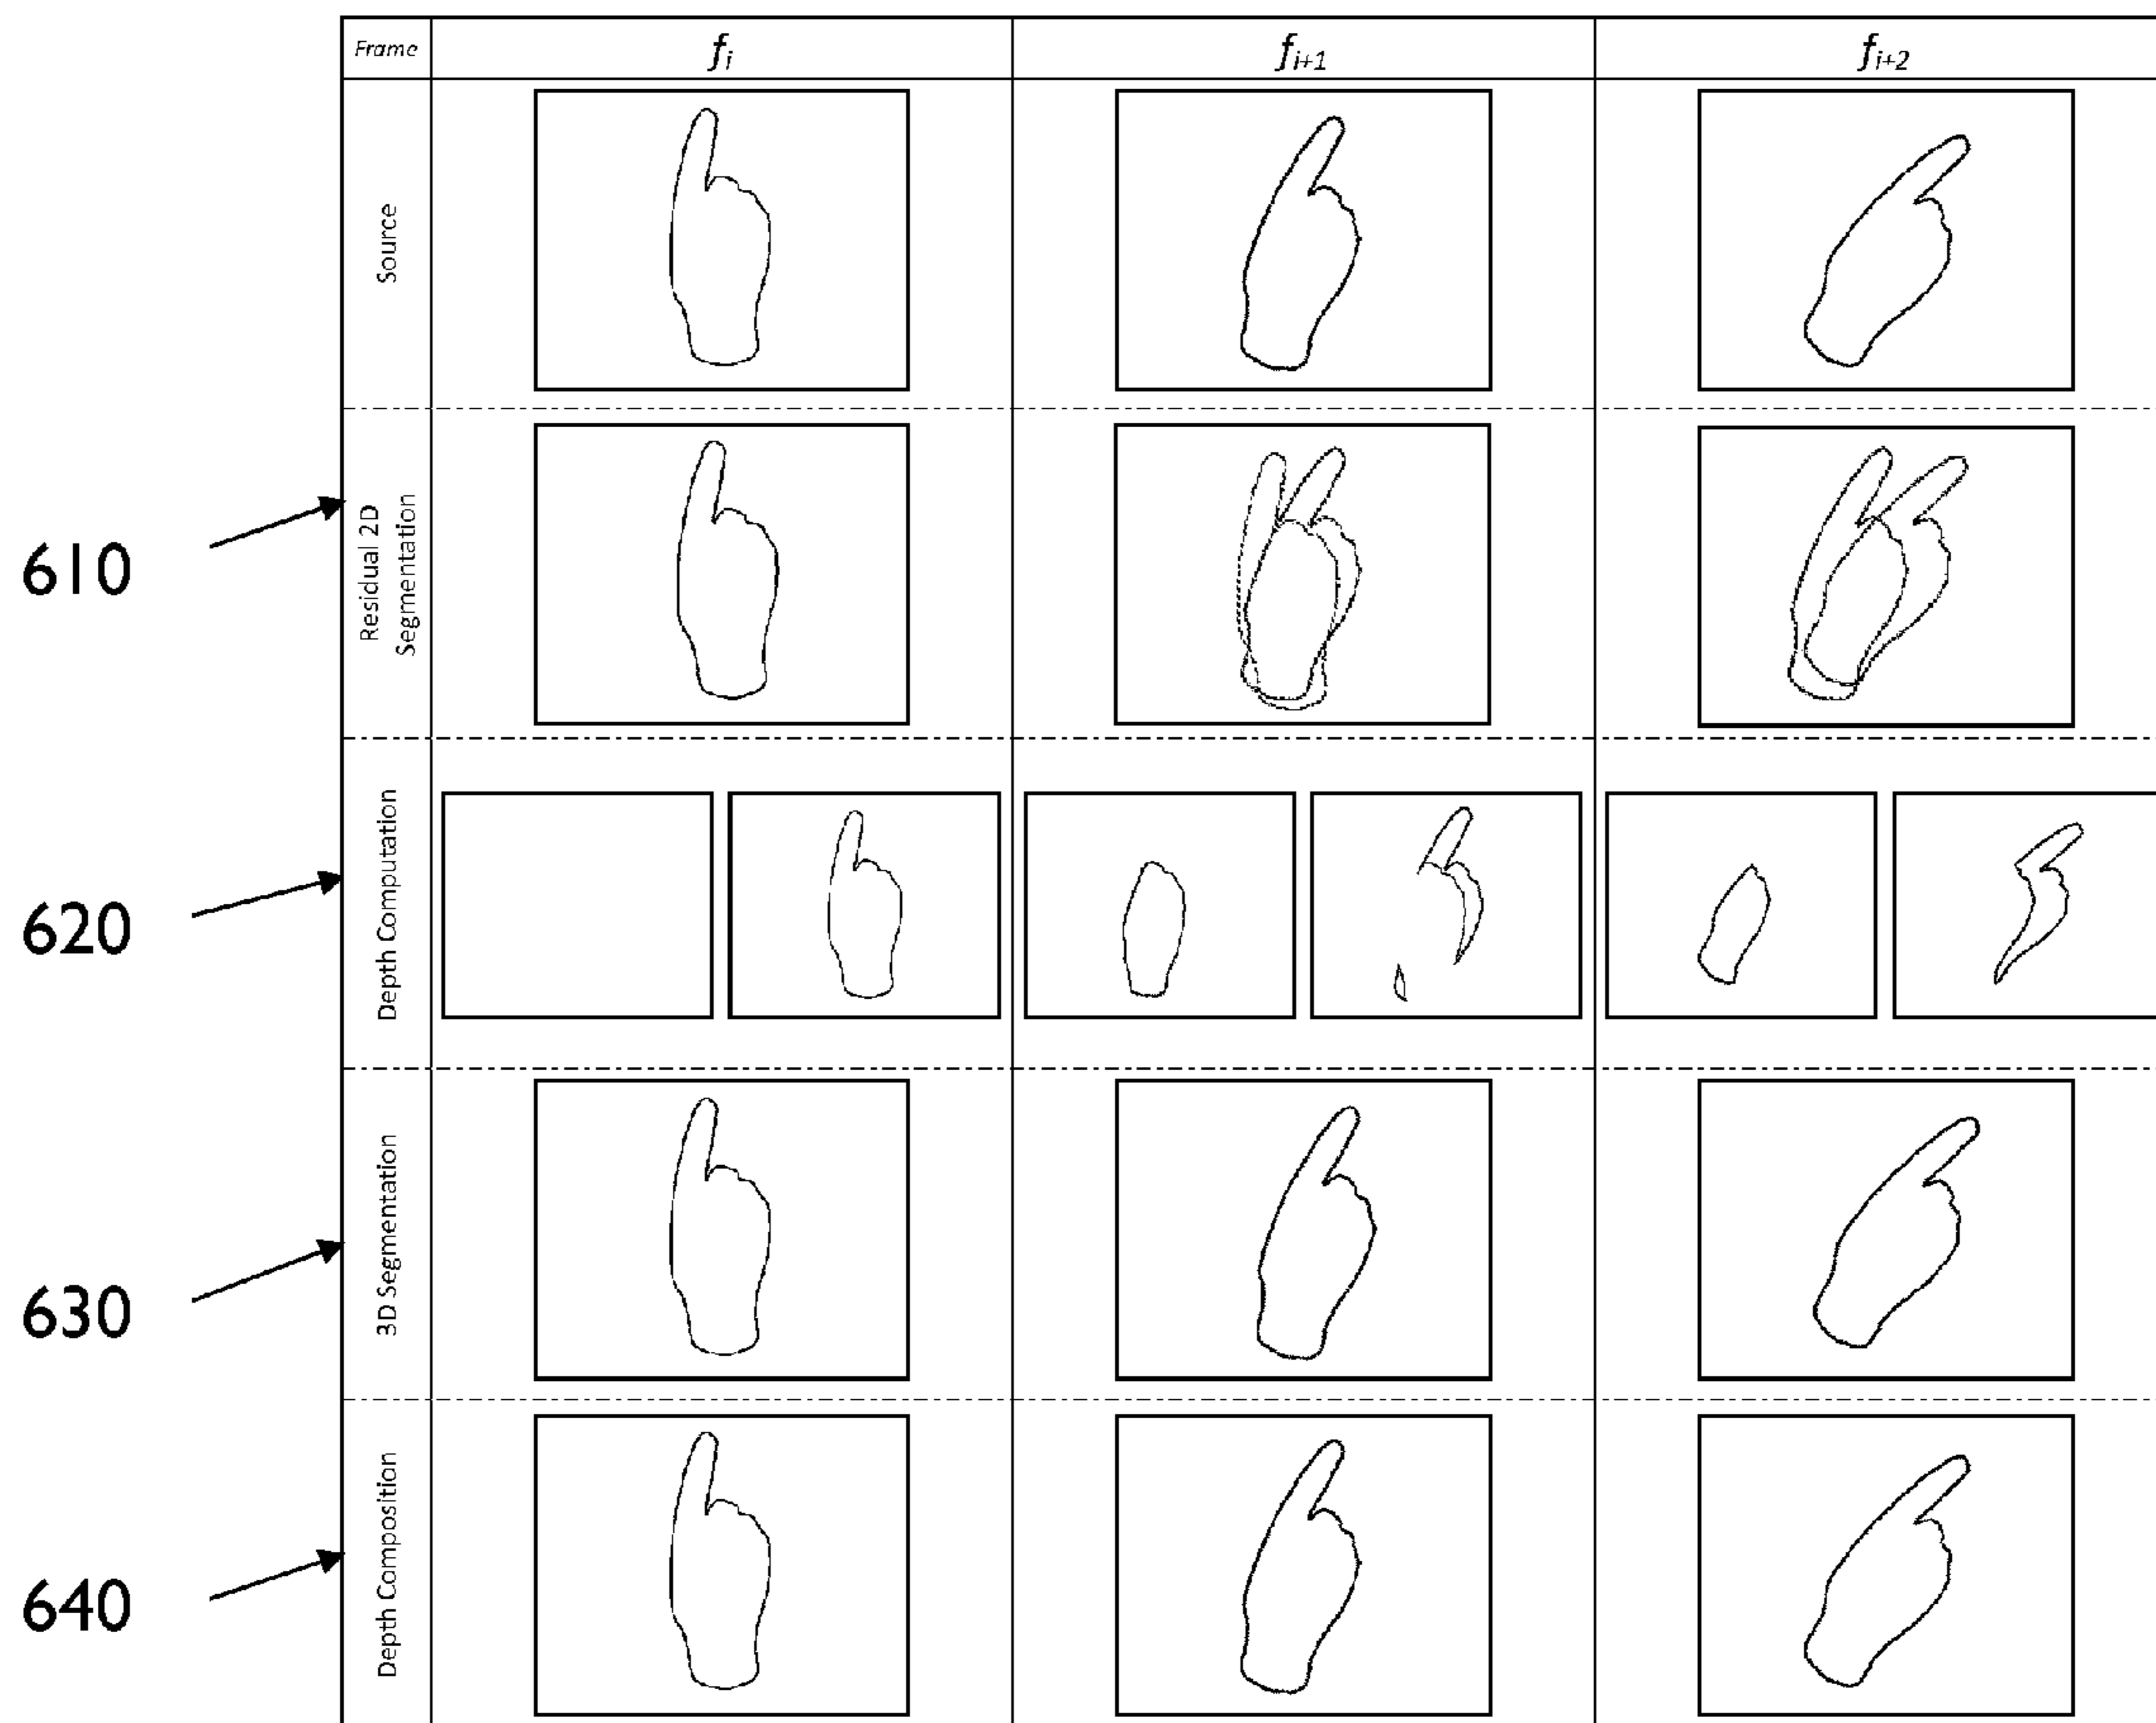 Frame
fi
fi+1
fi+2
Source
610
Residual 2D
Segmentation
620
Depth Computation
630
3D Segmentation
640
Depth Composition